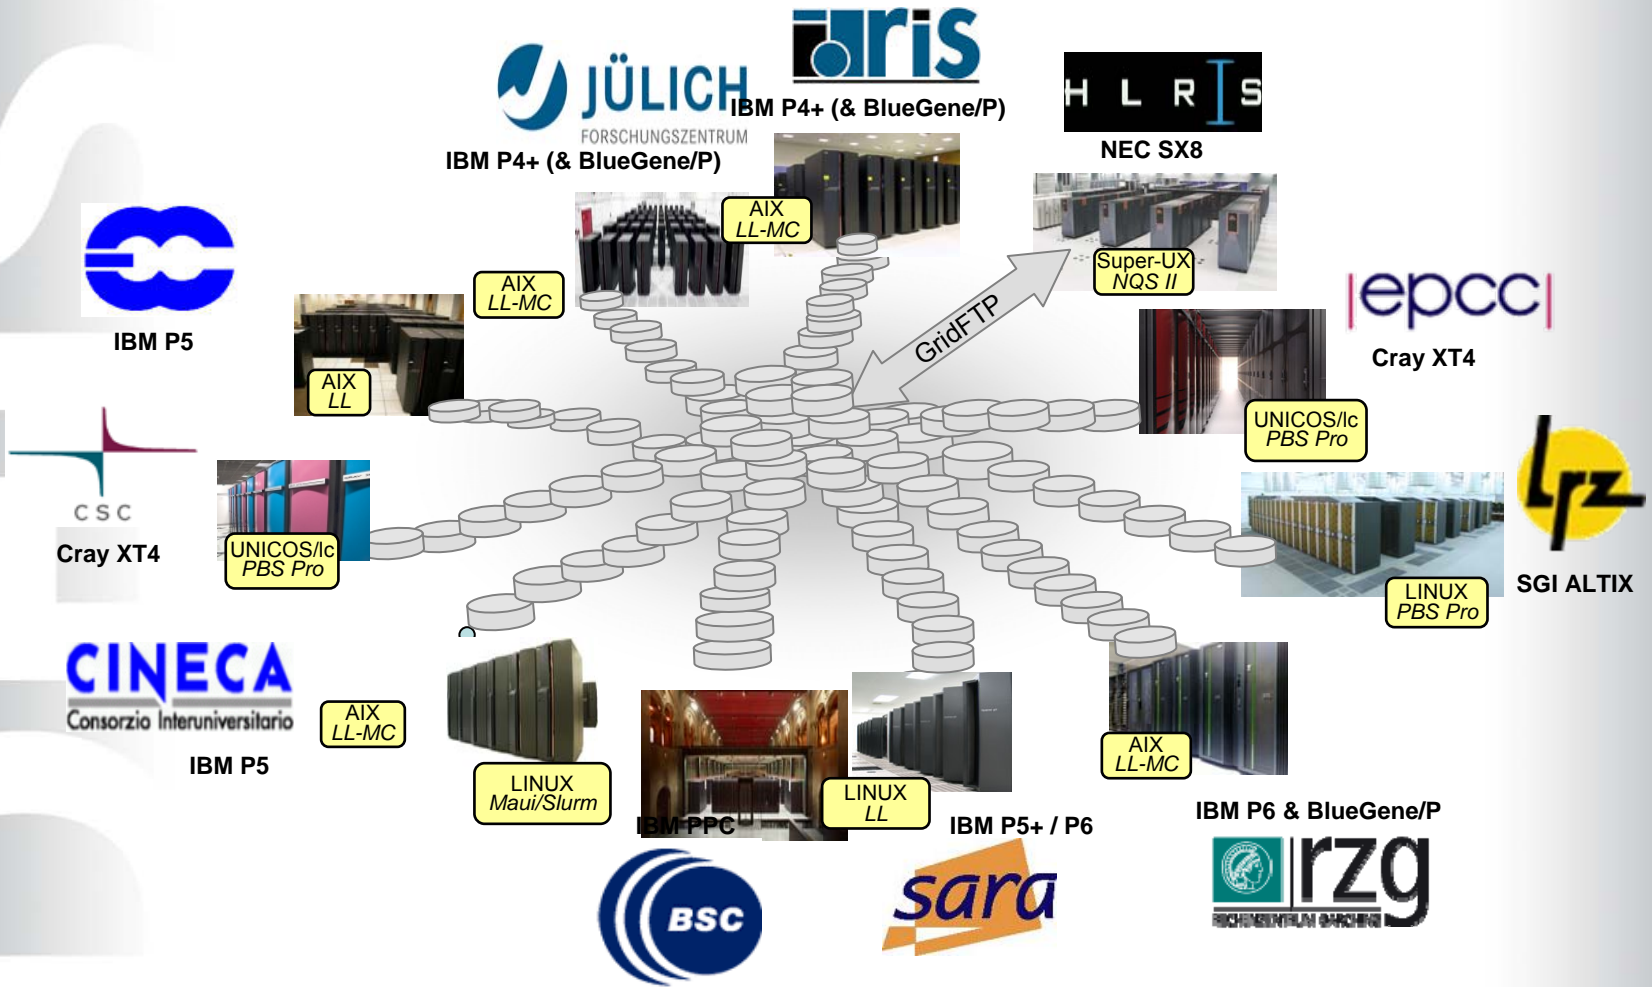 idris
JÜLICH
FORSCHUNGSZENTRUM
IBM P4+ (& BlueGene/P)
H L R I S
NEC SX8
IBM P4+ (& BlueGene/P)
AIX
LL-MC
AIX
LL-MC
Super-UX
NQS II
GridFTP
IBM P5
AIX
LL
|epcc|
Cray XT4
UNICOS/lc
PBS Pro
CSC
Cray XT4
UNICOS/lc
PBS Pro
lrz
SGI ALTIX
LINUX
PBS Pro
CINECA
Consorzio Interuniversitario
IBM P5
AIX
LL-MC
LINUX
Maui/Slurm
IBM PPC
BSC
LINUX
LL
IBM P5+ / P6
sara
AIX
LL-MC
IBM P6 & BlueGene/P
rzg